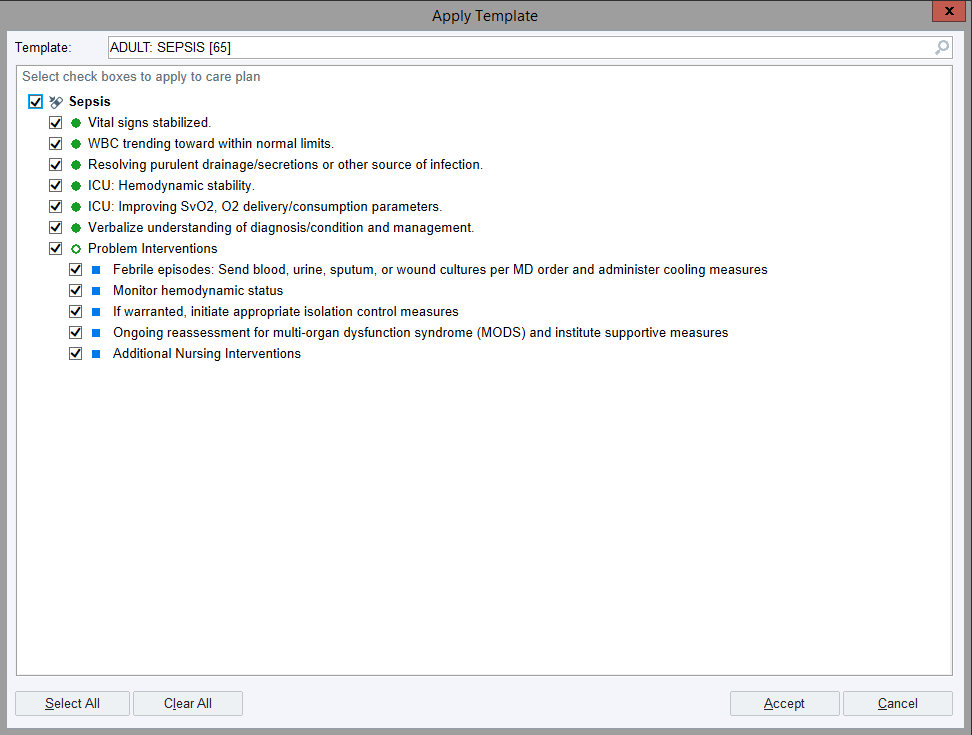 Apply Template
x
Template: ADULT: SEPSIS [65]
Select check boxes to apply to care plan
Sepsis
Vital signs stabilized.
WBC trending toward within normal limits.
Resolving purulent drainage/secretions or other source of infection.
ICU: Hemodynamic stability.
ICU: Improving SvO2, O2 delivery/consumption parameters.
Verbalize understanding of diagnosis/condition and management.
Problem Interventions
Febrile episodes: Send blood, urine, sputum, or wound cultures per MD order and administer cooling measures
Monitor hemodynamic status
If warranted, initiate appropriate isolation control measures
Ongoing reassessment for multi-organ dysfunction syndrome (MODS) and institute supportive measures
Additional Nursing Interventions
Select All Clear All Accept Cancel